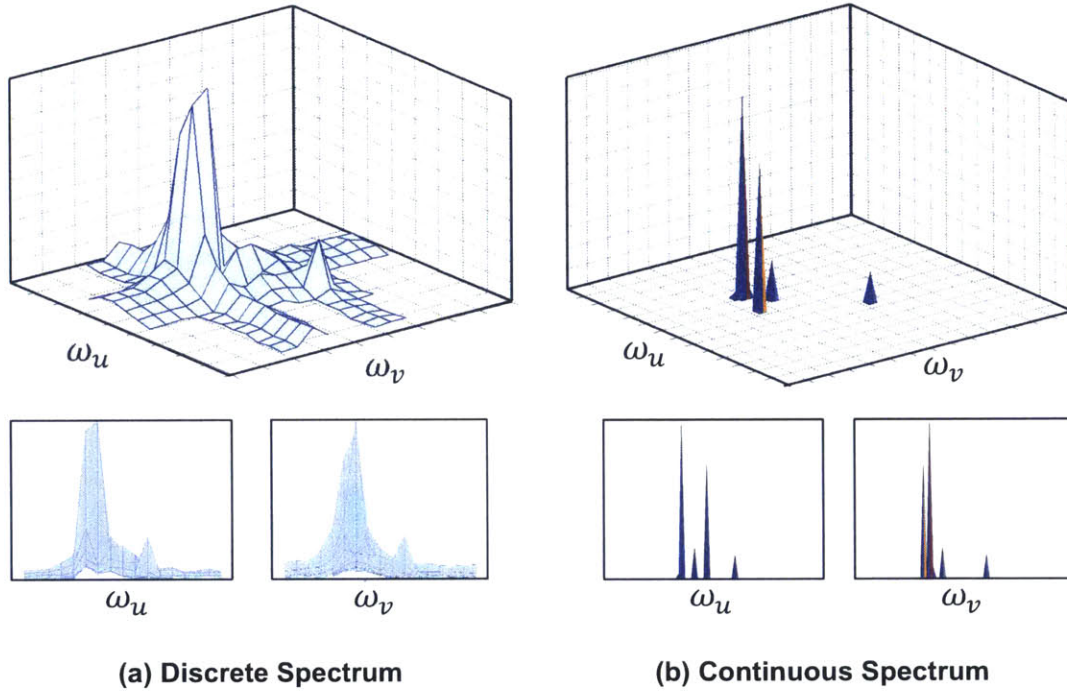 ω_u
ω_v
ω_u
ω_v
ω_u
ω_v
ω_u
ω_v
(a) Discrete Spectrum
(b) Continuous Spectrum